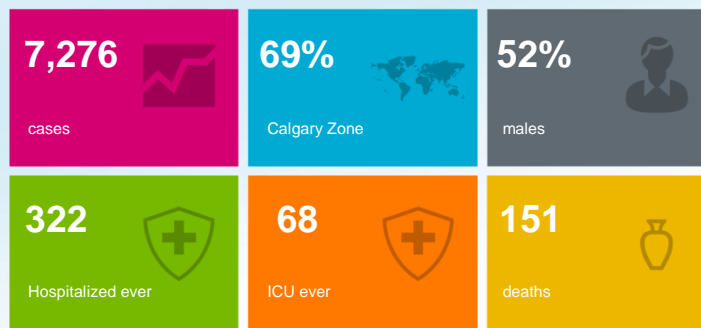 7,276
cases
69%
Calgary Zone
52%
males
322
Hospitalized ever
68
ICU ever
151
deaths